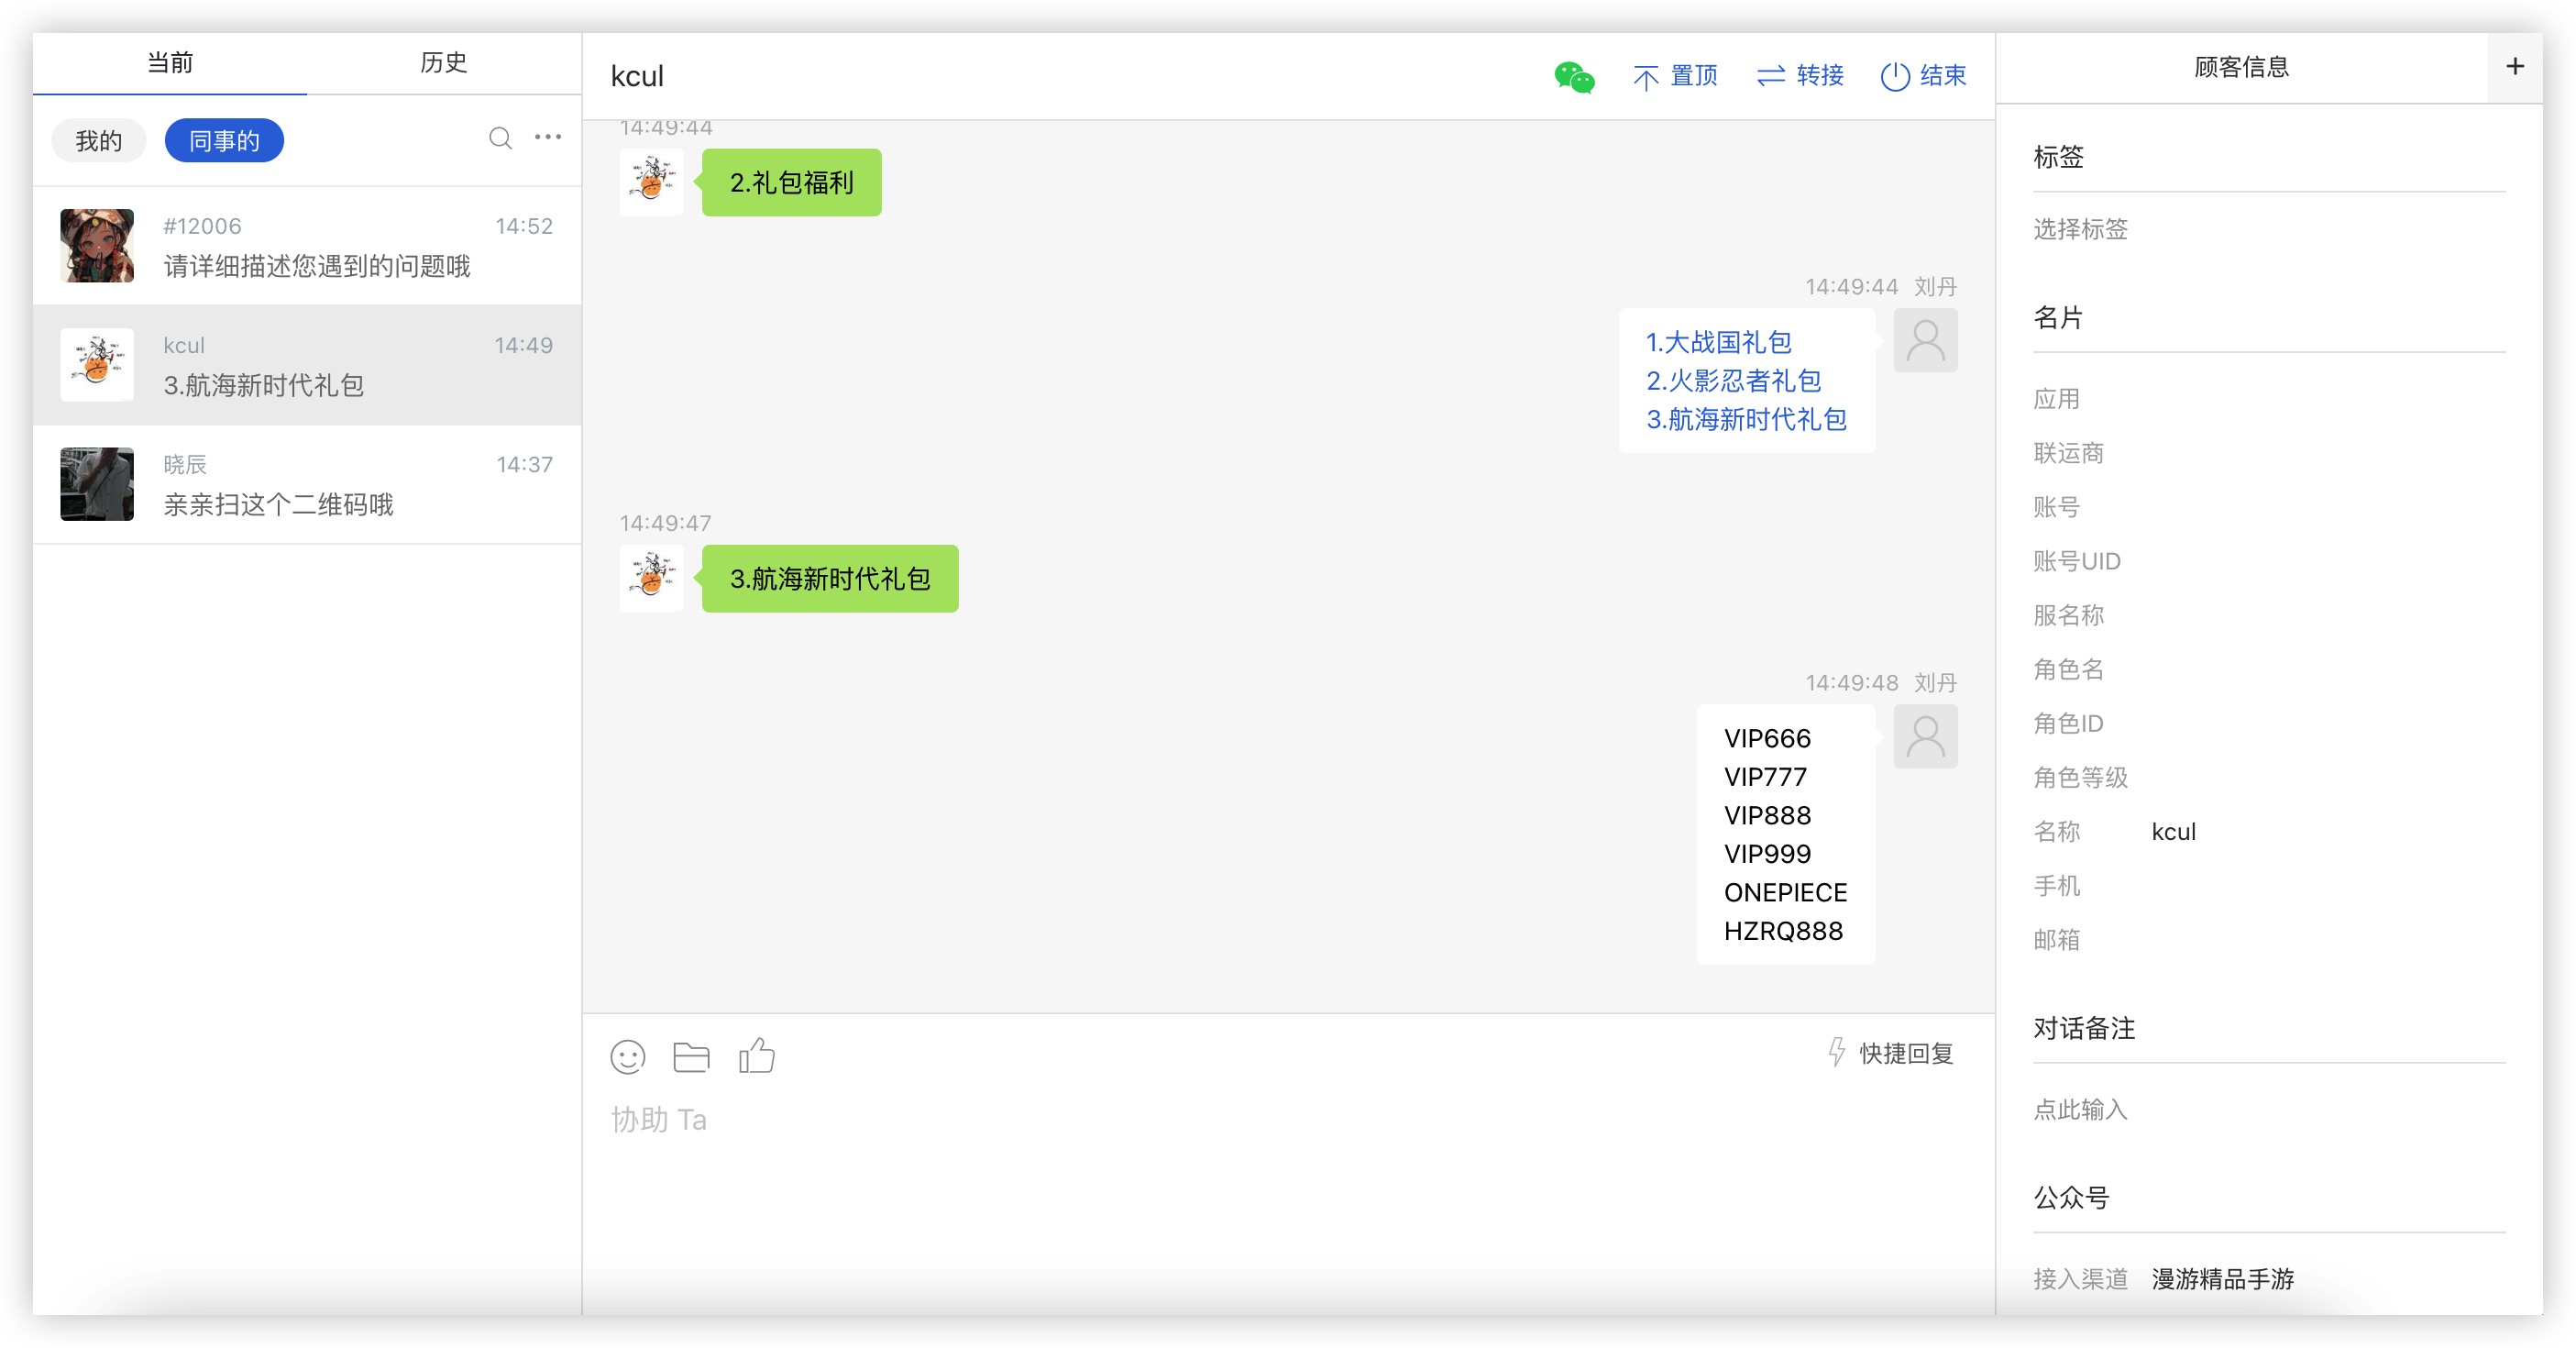 当前
历史
我的
同事的
#12006
14:52
请详细描述您遇到的问题哦
kcul
14:49
3.航海新时代礼包
晓辰
14:37
亲亲扫这个二维码哦
kcul
置顶
转接
结束
14:49:44
2.礼包福利
14:49:44 刘丹
1.大战国礼包
2.火影忍者礼包
3.航海新时代礼包
14:49:47
3.航海新时代礼包
14:49:48 刘丹
VIP666
VIP777
VIP888
VIP999
ONEPIECE
HZRQ888
快捷回复
协助 Ta
顾客信息
+
标签
选择标签
名片
应用
联运商
账号
账号UID
服名称
角色名
角色ID
角色等级
名称 kcul
手机
邮箱
对话备注
点此输入
公众号
接入渠道 漫游精品手游